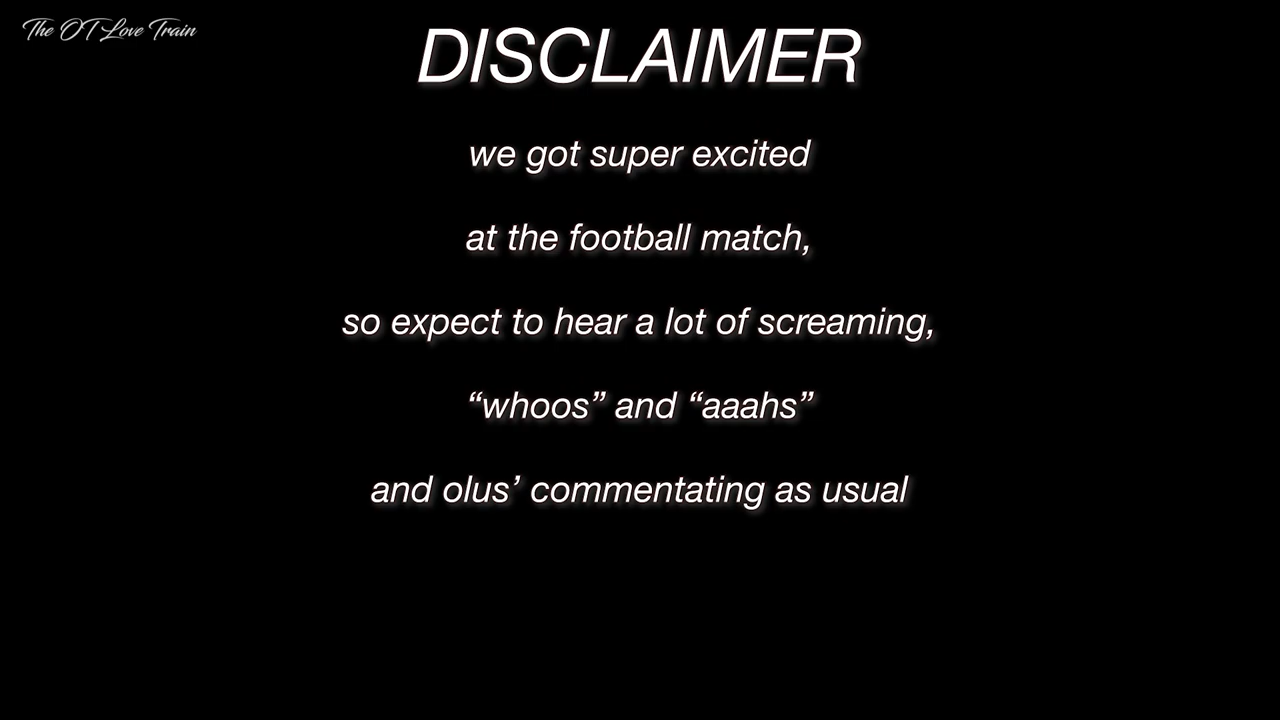 The OT Love Train
DISCLAIMER
we got super excited
at the football match,
so expect to hear a lot of screaming,
“whoos” and “aaahs”
and olus’ commentating as usual